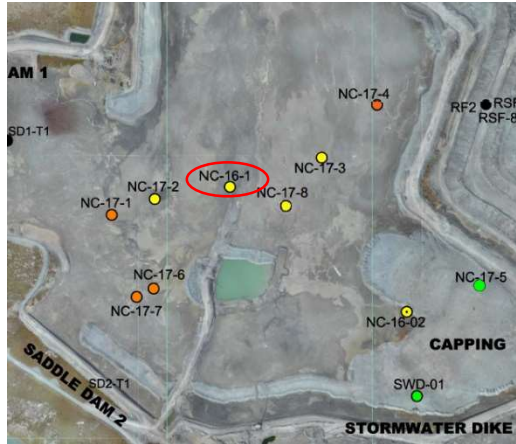 AM 1
NC-17-4
RF2
RSF
RSF-8
SD1-T1
NC-17-3
NC-16-1
NC-17-2
NC-17-8
NC-17-1
NC-17-6
NC-17-5
NC-17-7
NC-16-02
CAPPING
SADDLE DAM 2
SD2-T1
SWD-01
STORMWATER DIKE